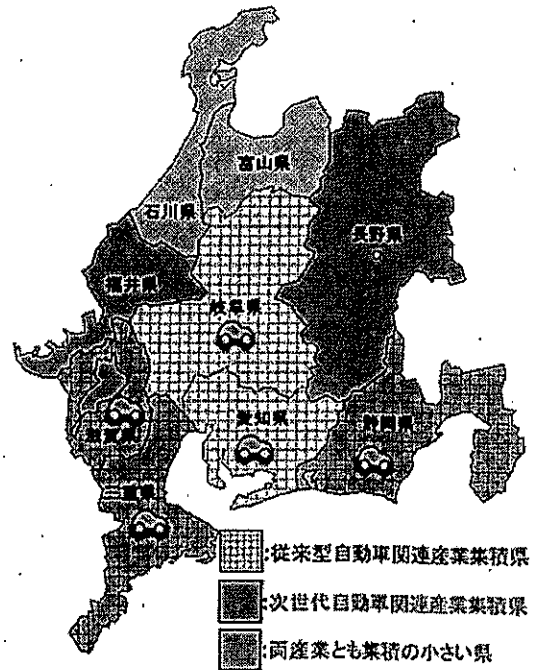 富山県
石川県
長野県
福井県
岐阜県
愛知県
静岡県
滋賀県
三重県
:従来型自動車関連産業集積県
:次世代自動車関連産業集積県
:両産業とも集積の小さい県